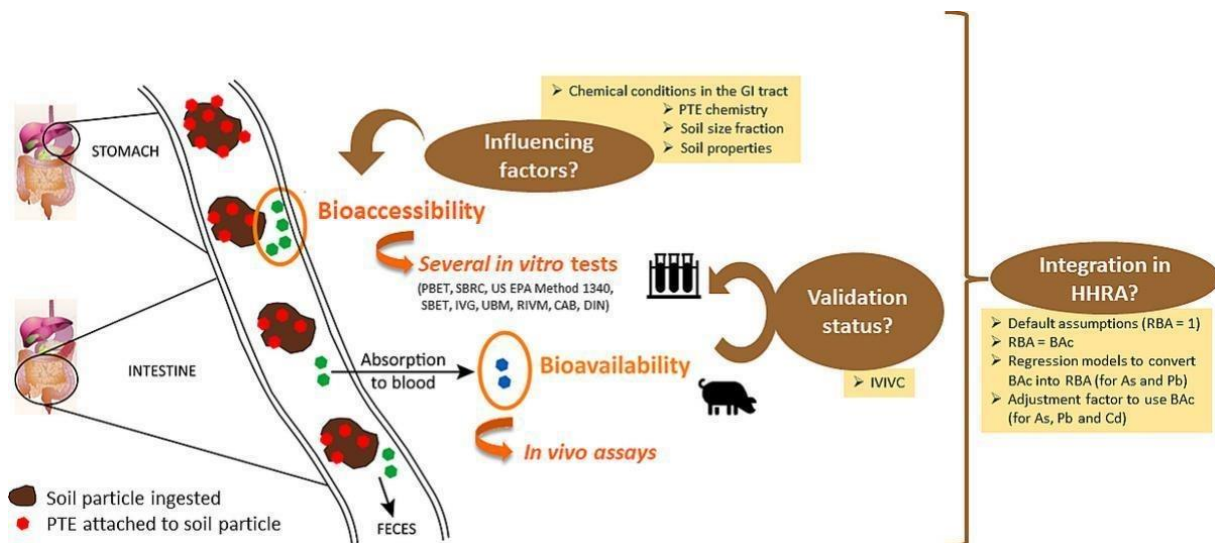 STOMACH
INTESTINE
Soil particle ingested
PTE attached to soil particle
FECES
Bioaccessibility
Several in vitro tests
(PBET, SBRC, US EPA Method 1340,
SBET, IVG, UBM, RIVM, CAB, DIN)
Absorption
to blood
Bioavailability
In vivo assays
Influencing
factors?
➢ Chemical conditions in the GI tract
➢ PTE chemistry
➢ Soil size fraction
➢ Soil properties
Validation
status?
➢ IVIVC
Integration in
HHRA?
➢ Default assumptions (RBA = 1)
➢ RBA = BAc
➢ Regression models to convert
BAc into RBA (for As and Pb)
➢ Adjustment factor to use BAc
(for As, Pb and Cd)